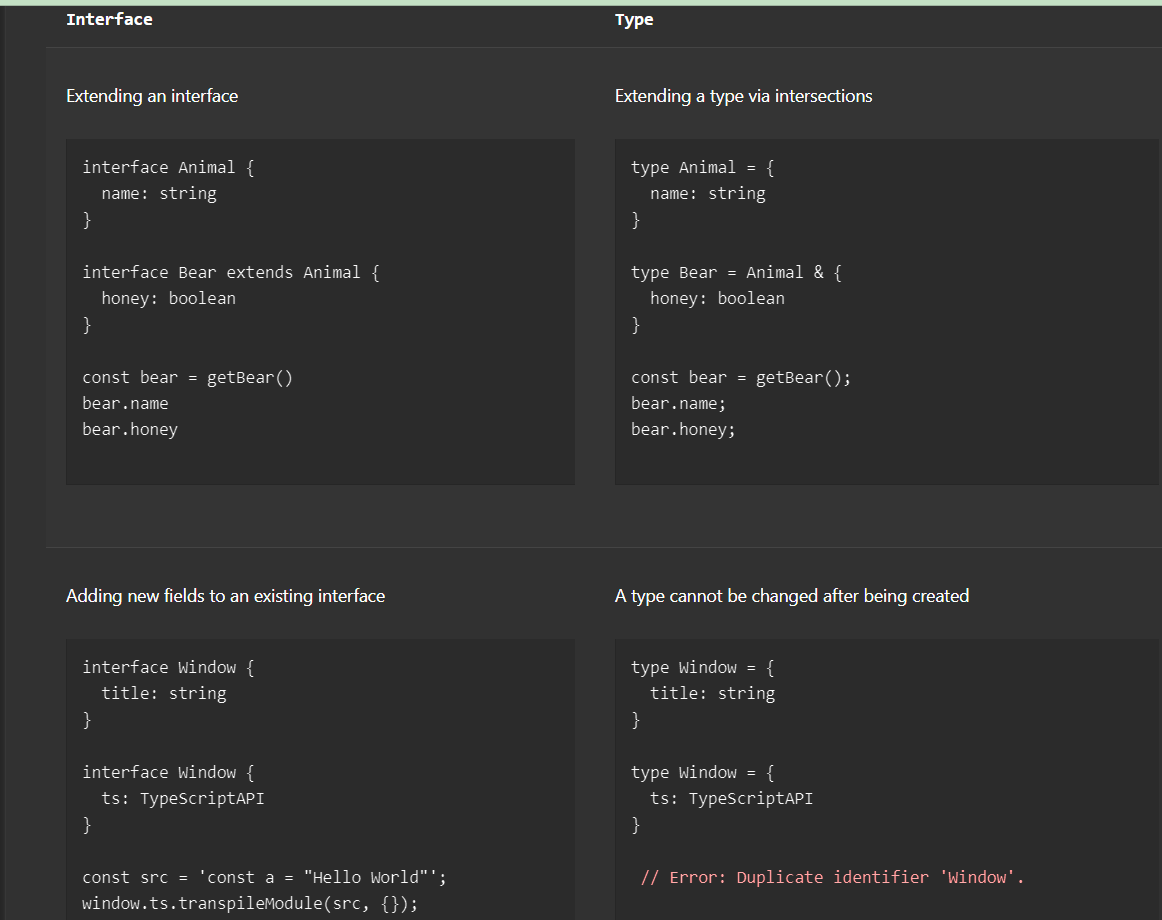 Interface
Type
Extending an interface
Extending a type via intersections
interface Animal {
  name: string
}

interface Bear extends Animal {
  honey: boolean
}

const bear = getBear()
bear.name
bear.honey
type Animal = {
  name: string
}

type Bear = Animal & {
  honey: boolean
}

const bear = getBear();
bear.name;
bear.honey;
Adding new fields to an existing interface
A type cannot be changed after being created
interface Window {
  title: string
}

interface Window {
  ts: TypeScriptAPI
}

const src = 'const a = "Hello World"';
window.ts.transpileModule(src, {});
type Window = {
  title: string
}

type Window = {
  ts: TypeScriptAPI
}

 // Error: Duplicate identifier 'Window'.